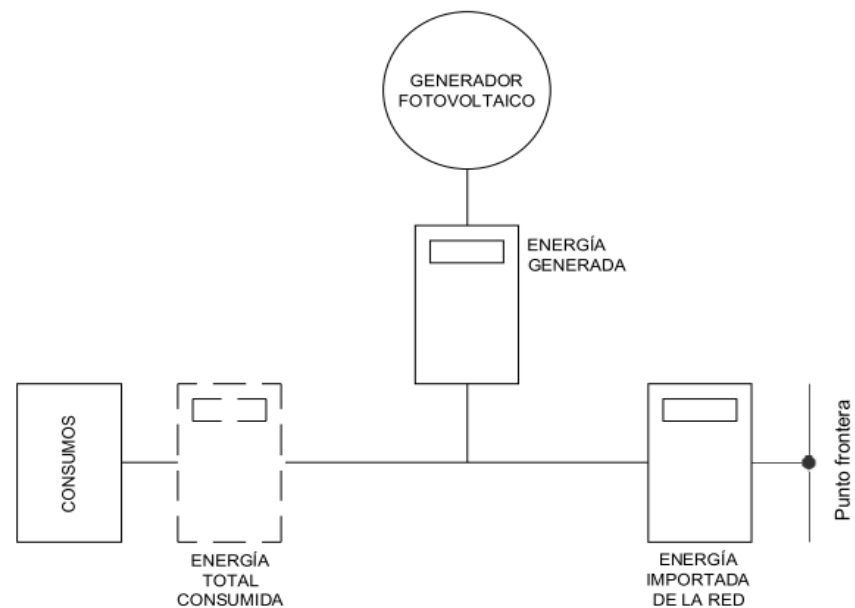 GENERADOR
FOTOVOLTAICO
ENERGÍA
GENERADA
CONSUMOS
ENERGÍA
TOTAL
CONSUMIDA
ENERGÍA
IMPORTADA
DE LA RED
Punto frontera